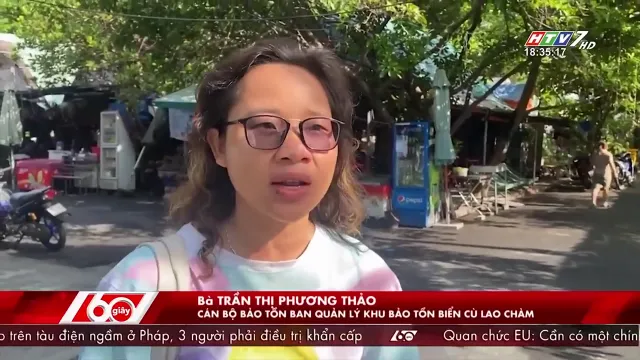 HTV7 HD
18:35:17
pepsi
Bà TRẦN THỊ PHƯƠNG THẢO
CÁN BỘ BẢO TỒN BAN QUẢN LÝ KHU BẢO TỒN BIỂN CÙ LAO CHÀM
60 giây
o trên tàu điện ngầm ở Pháp, 3 người phải điều trị khẩn cấp 60 Quan chức EU: Cần có một chín